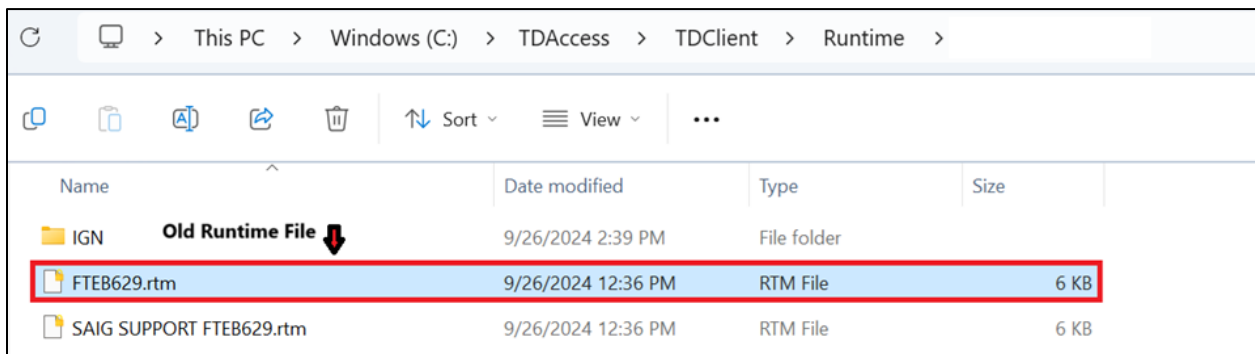 This PC > Windows (C:) > TDAccess > TDClient > Runtime >
Sort View ...
Name Date modified Type Size
IGN Old Runtime File 9/26/2024 2:39 PM File folder
FTEB629.rtm 9/26/2024 12:36 PM RTM File 6 KB
SAIG SUPPORT FTEB629.rtm 9/26/2024 12:36 PM RTM File 6 KB